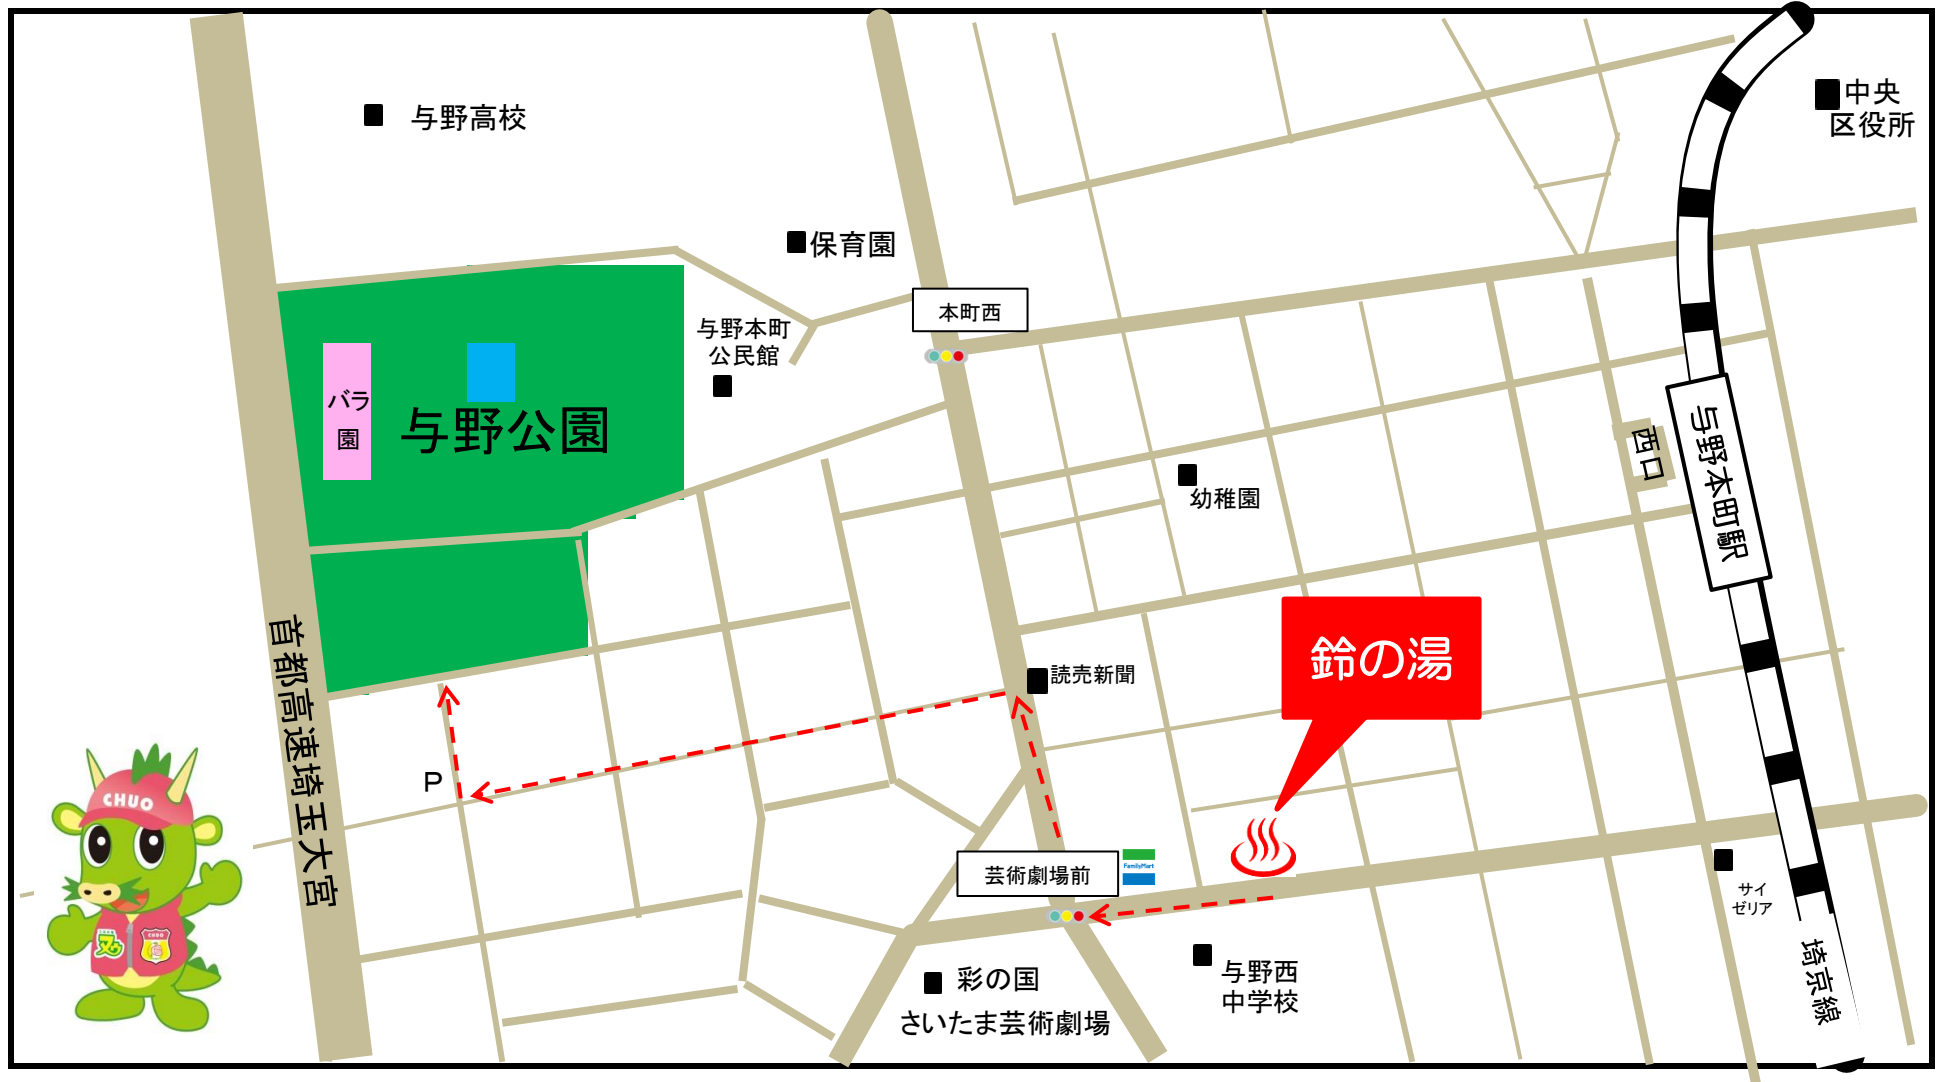 与野高校
中央
区役所
保育園
本町西
与野本町
公民館
バラ
園
与野公園
西口
与野本町駅
幼稚園
首都高速埼玉大宮
鈴の湯
読売新聞
P
CHUO
芸術劇場前
FamilyMart
サイ
ゼリア
ヌゥ
CHUO
彩の国
さいたま芸術劇場
与野西
中学校
埼京線